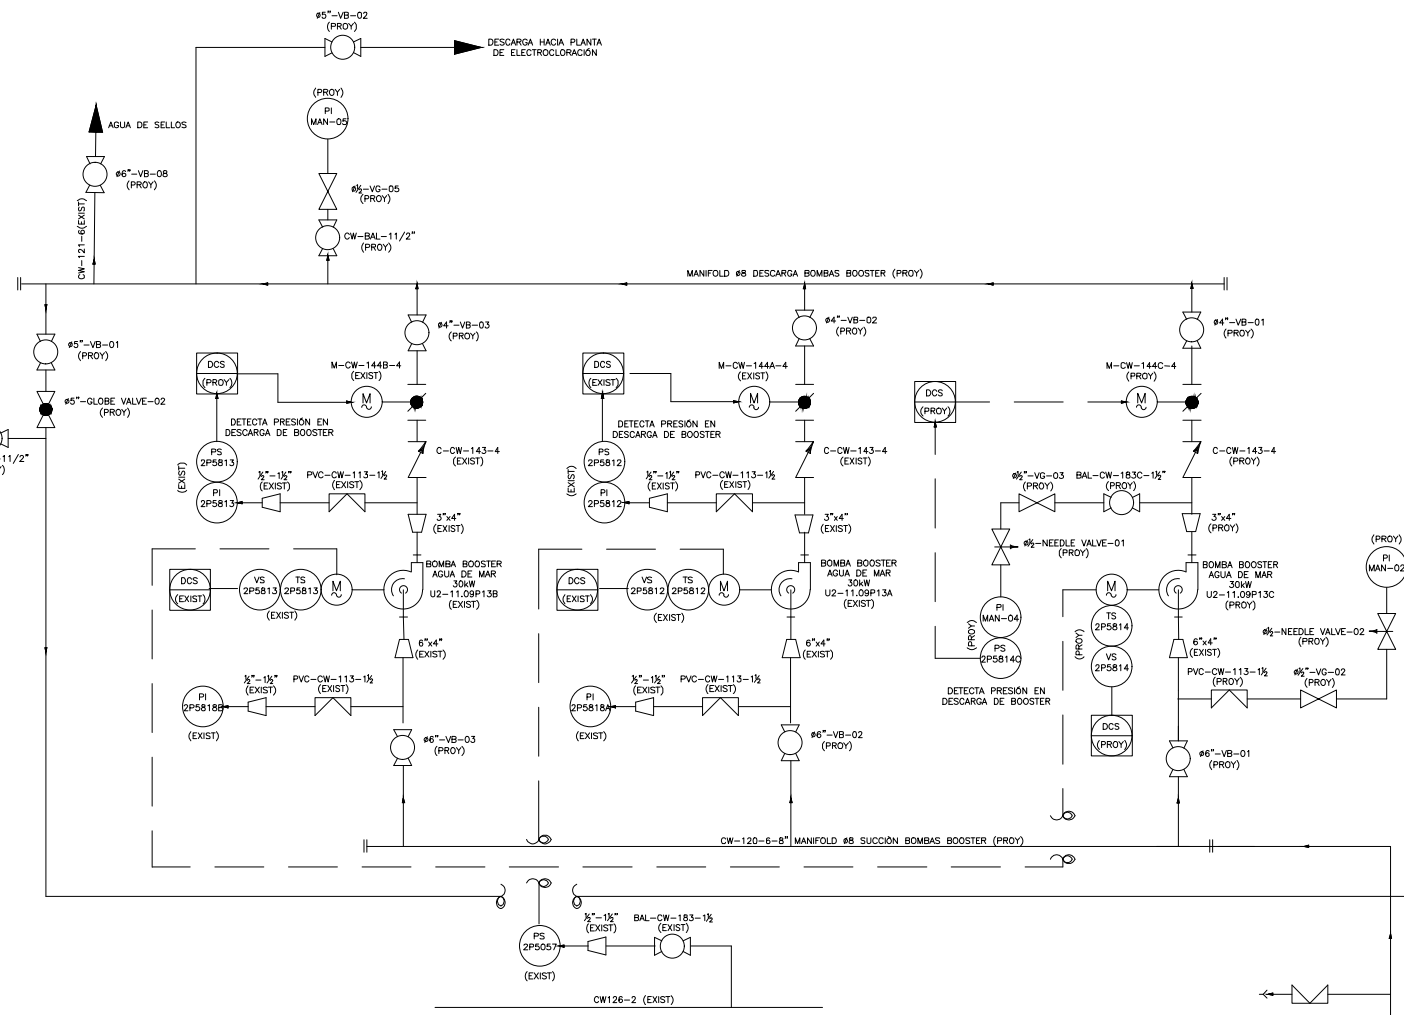 ø5"-VB-02
(PROY)
DESCARGA HACIA PLANTA
DE ELECTROCLORACIÓN
(PROY)
PI
MAN-05
AGUA DE SELLOS
ø6"-VB-08
(PROY)
ø½-VG-05
(PROY)
CW-121-6(EXIST)
CW-BAL-11/2"
(PROY)
MANIFOLD ø8 DESCARGA BOMBAS BOOSTER (PROY)
ø5"-VB-01
(PROY)
ø4"-VB-03
(PROY)
ø4"-VB-02
(PROY)
ø4"-VB-01
(PROY)
DCS
(PROY)
M-CW-144B-4
(EXIST)
M
DCS
(EXIST)
M-CW-144A-4
(EXIST)
M
DCS
(PROY)
M-CW-144C-4
(PROY)
M
ø5"-GLOBE VALVE-02
(PROY)
11/2"
DETECTA PRESIÓN EN
DESCARGA DE BOOSTER
DETECTA PRESIÓN EN
DESCARGA DE BOOSTER
C-CW-143-4
(EXIST)
C-CW-143-4
(EXIST)
C-CW-143-4
(PROY)
PS
2P5813
PI
2P5813
(EXIST)
½"-1½"
(EXIST)
PVC-CW-113-1½
(EXIST)
PS
2P5812
PI
2P5812
(EXIST)
½"-1½"
(EXIST)
PVC-CW-113-1½
(EXIST)
ø½"-VG-03
(PROY)
BAL-CW-183C-1½"
(PROY)
3"x4"
(EXIST)
3"x4"
(EXIST)
3"x4"
(PROY)
ø½-NEEDLE VALVE-01
(PROY)
(PROY)
PI
MAN-02
DCS
(EXIST)
VS
2P5813
TS
2P5813
M
(EXIST)
BOMBA BOOSTER
AGUA DE MAR
30kW
U2-11.09P13B
(EXIST)
DCS
(EXIST)
VS
2P5812
TS
2P5812
M
(EXIST)
BOMBA BOOSTER
AGUA DE MAR
30kW
U2-11.09P13A
(EXIST)
M
BOMBA BOOSTER
AGUA DE MAR
30kW
U2-11.09P13C
(PROY)
PI
MAN-04
PS
2P5814C
(PROY)
TS
2P5814
VS
2P5814
(PROY)
DCS
(PROY)
ø½-NEEDLE VALVE-02
(PROY)
6"x4"
(EXIST)
6"x4"
(EXIST)
6"x4"
(EXIST)
PI
2P5818B
(EXIST)
½"-1½"
(EXIST)
PVC-CW-113-1½
(EXIST)
PI
2P5818A
(EXIST)
½"-1½"
(EXIST)
PVC-CW-113-1½
(EXIST)
DETECTA PRESIÓN EN
DESCARGA DE BOOSTER
PVC-CW-113-1½
(PROY)
ø½"-VG-02
(PROY)
ø6"-VB-03
(PROY)
ø6"-VB-02
(PROY)
ø6"-VB-01
(PROY)
CW-120-6-8" MANIFOLD ø8 SUCCIÓN BOMBAS BOOSTER (PROY)
PS
2P5057
(EXIST)
½"-1½"
(EXIST)
BAL-CW-183-1½
(EXIST)
CW126-2 (EXIST)